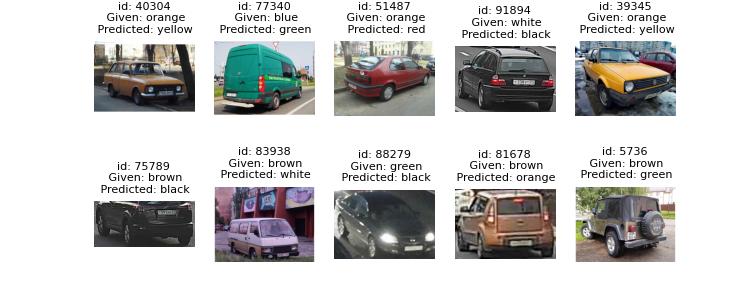 id: 40304
Given: orange
Predicted: yellow
id: 77340
Given: blue
Predicted: green
id: 51487
Given: orange
Predicted: red
id: 91894
Given: white
Predicted: black
id: 39345
Given: orange
Predicted: yellow
id: 75789
Given: brown
Predicted: black
id: 83938
Given: brown
Predicted: white
id: 88279
Given: green
Predicted: black
id: 81678
Given: brown
Predicted: orange
id: 5736
Given: brown
Predicted: green